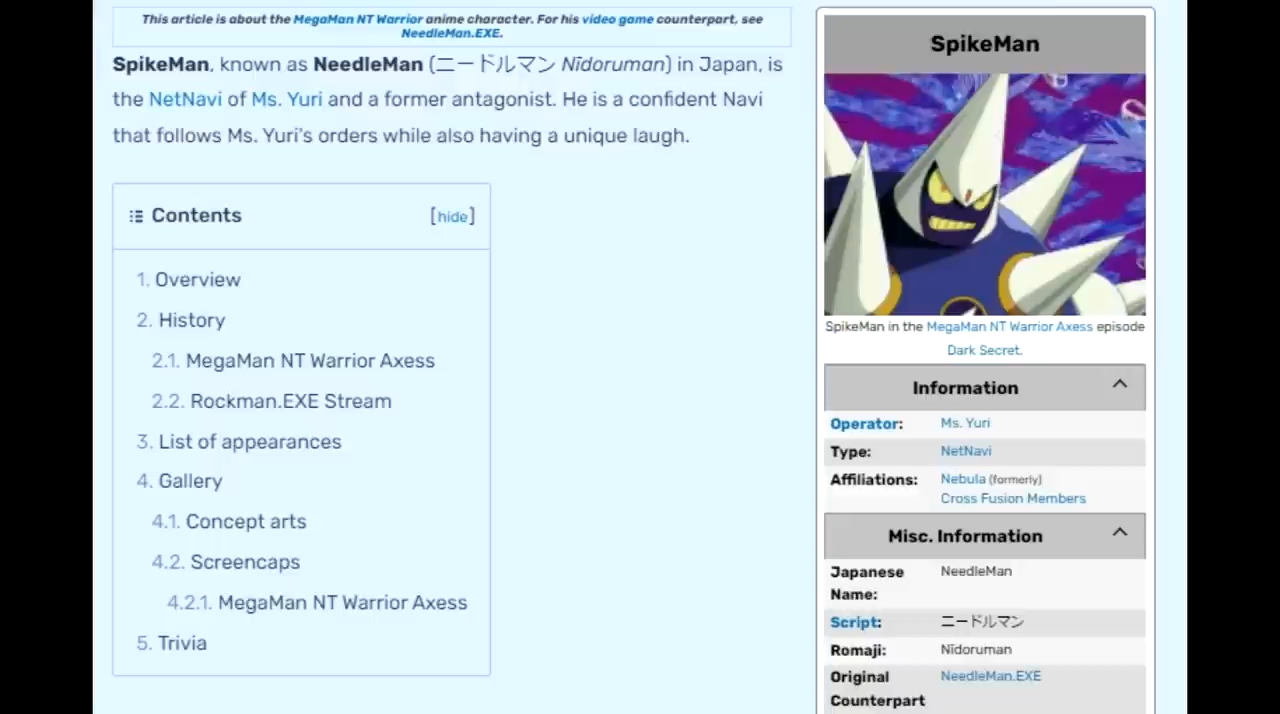 This article is about the MegaMan NT Warrior anime character. For his video game counterpart, see
NeedleMan.EXE.
SpikeMan, known as NeedleMan (ニードルマン Nīdoruman) in Japan, is
the NetNavi of Ms. Yuri and a former antagonist. He is a confident Navi
that follows Ms. Yuri's orders while also having a unique laugh.
Contents [hide]
1. Overview
2. History
2.1. MegaMan NT Warrior Axess
2.2. Rockman.EXE Stream
3. List of appearances
4. Gallery
4.1. Concept arts
4.2. Screencaps
4.2.1. MegaMan NT Warrior Axess
5. Trivia
SpikeMan
SpikeMan in the MegaMan NT Warrior Axess episode
Dark Secret.
Information
Operator: Ms. Yuri
Type: NetNavi
Affiliations: Nebula (formerly)
Cross Fusion Members
Misc. Information
Japanese Name: NeedleMan
Script: ニードルマン
Romaji: Nīdoruman
Original Counterpart NeedleMan.EXE